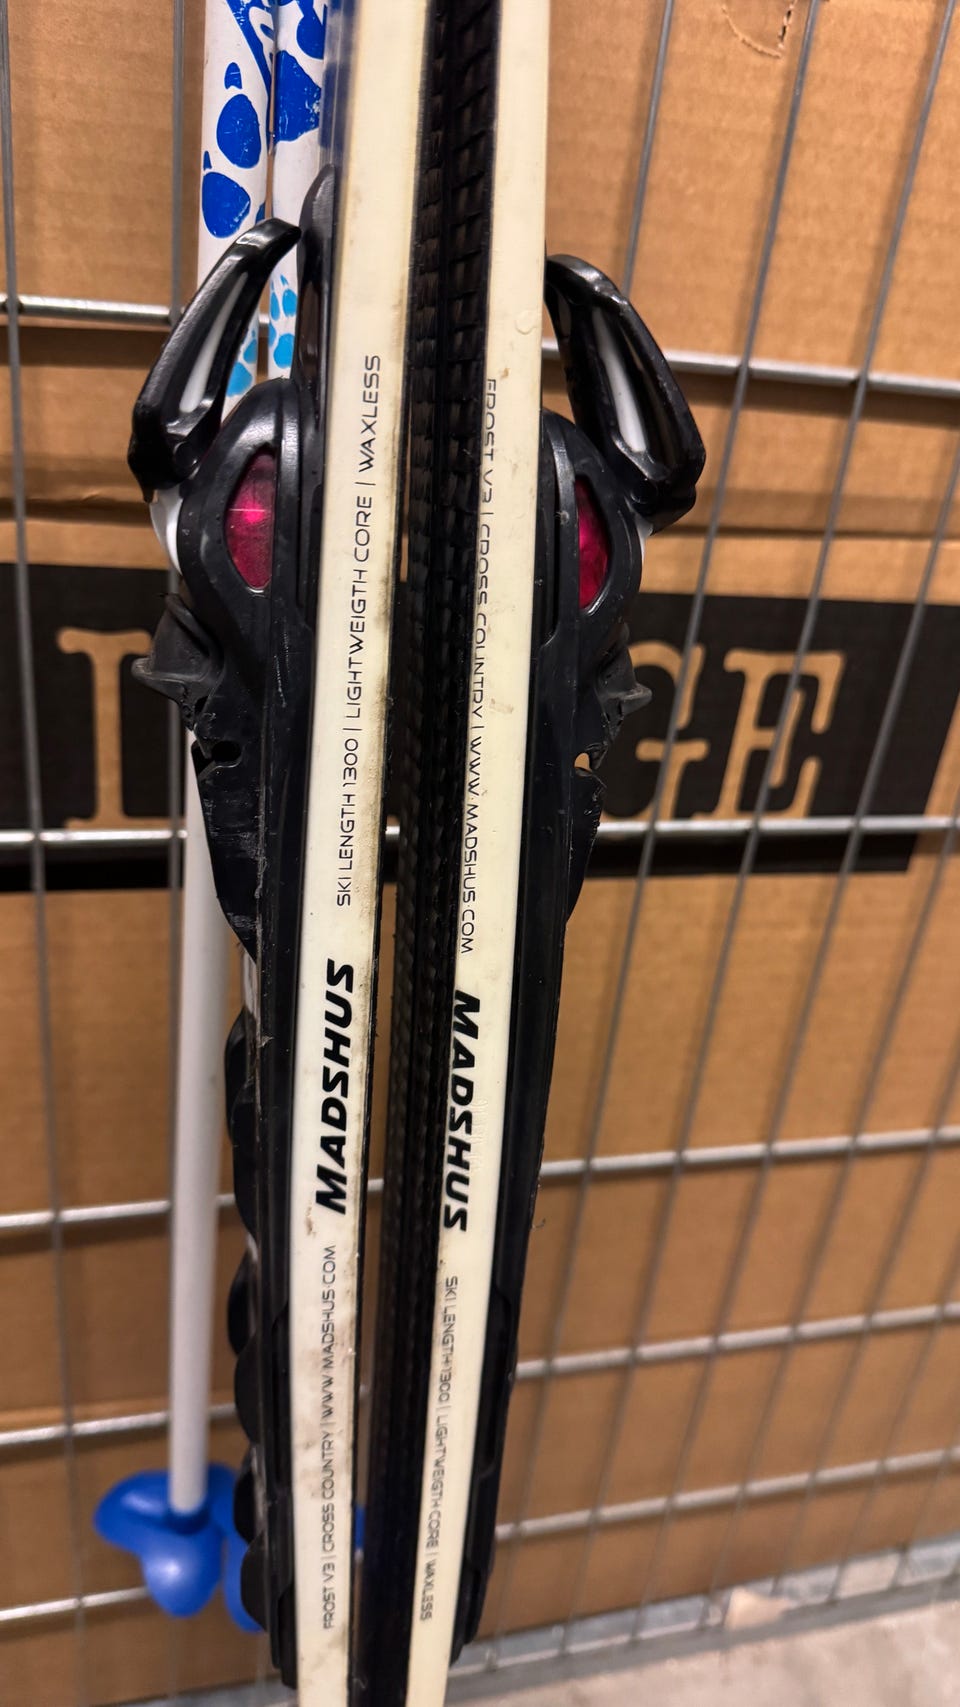 SKI LENGTH 1300 | LIGHTWEIGTH CORE | WAXLESS
MADSHUS
FROST V3 | CROSS COUNTRY | WWW.MADSHUS.COM
FROST V3 | CROSS COUNTRY | WWW.MADSHUS.COM
MADSHUS
SKI LENGTH 1300 | LIGHTWEIGTH CORE | WAXLESS
GE